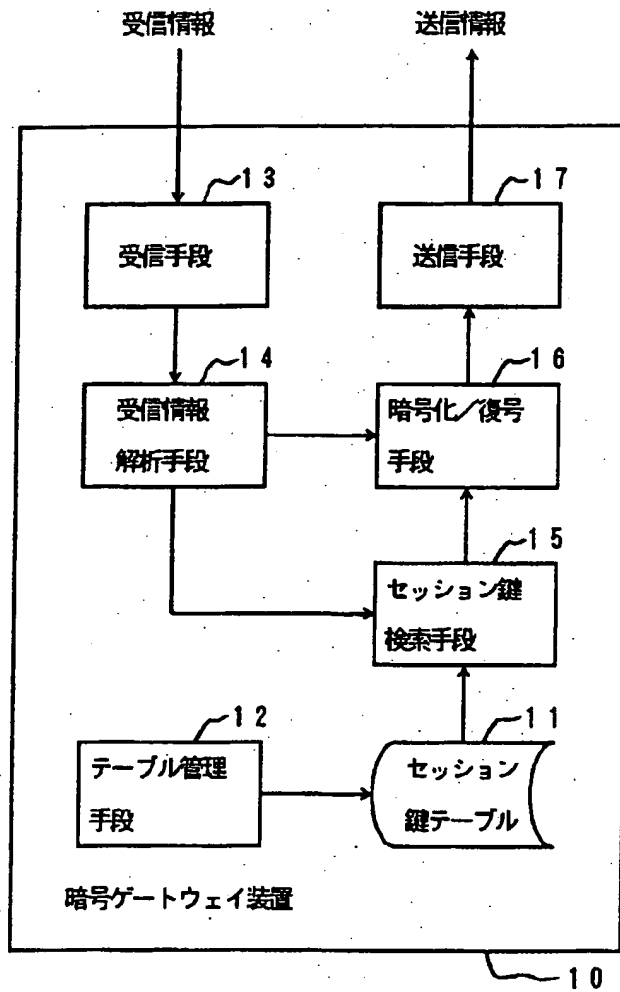 受信情報
送信情報
13
受信手段
17
送信手段
14
受信情報
解析手段
16
暗号化／復号
手段
15
セッション鍵
検索手段
12
テーブル管理
手段
11
セッション
鍵テーブル
暗号ゲートウェイ装置
10